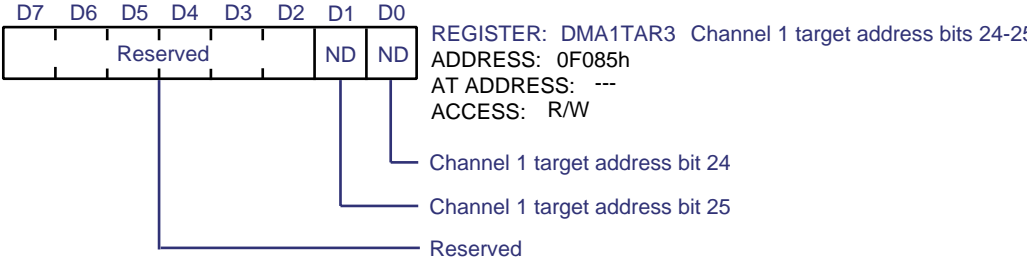 D7 D6 D5 D4 D3 D2 D1 D0
Reserved ND ND
REGISTER: DMA1TAR3 Channel 1 target address bits 24-25
ADDRESS: 0F085h
AT ADDRESS: ---
ACCESS: R/W
Channel 1 target address bit 24
Channel 1 target address bit 25
Reserved